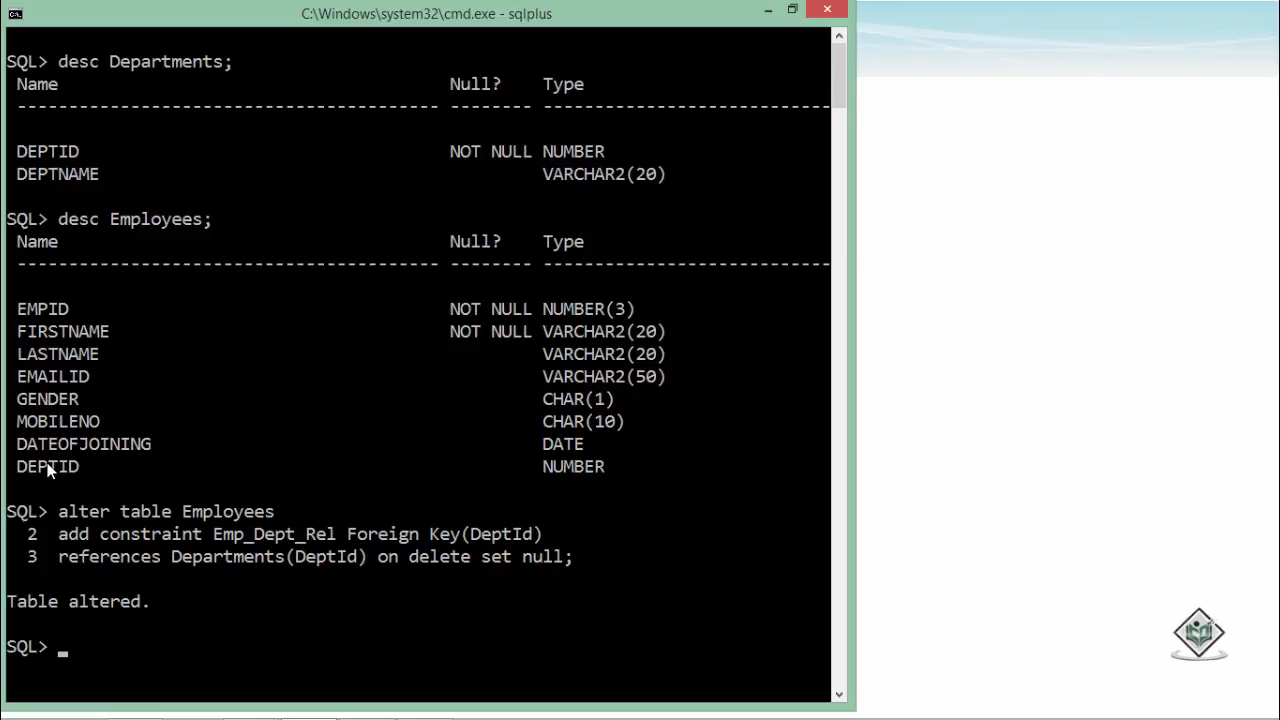 C:\Windows\system32\cmd.exe - sqlplus
SQL> desc Departments;
Name Null? Type
----------------------------------------- -------- ----------------------------
DEPTID NOT NULL NUMBER
DEPTNAME VARCHAR2(20)
SQL> desc Employees;
Name Null? Type
----------------------------------------- -------- ----------------------------
EMPID NOT NULL NUMBER(3)
FIRSTNAME NOT NULL VARCHAR2(20)
LASTNAME VARCHAR2(20)
EMAILID VARCHAR2(50)
GENDER CHAR(1)
MOBILENO CHAR(10)
DATEOFJOINING DATE
DEPTID NUMBER
SQL> alter table Employees
2 add constraint Emp_Dept_Rel Foreign Key(DeptId)
3 references Departments(DeptId) on delete set null;
Table altered.
SQL> _